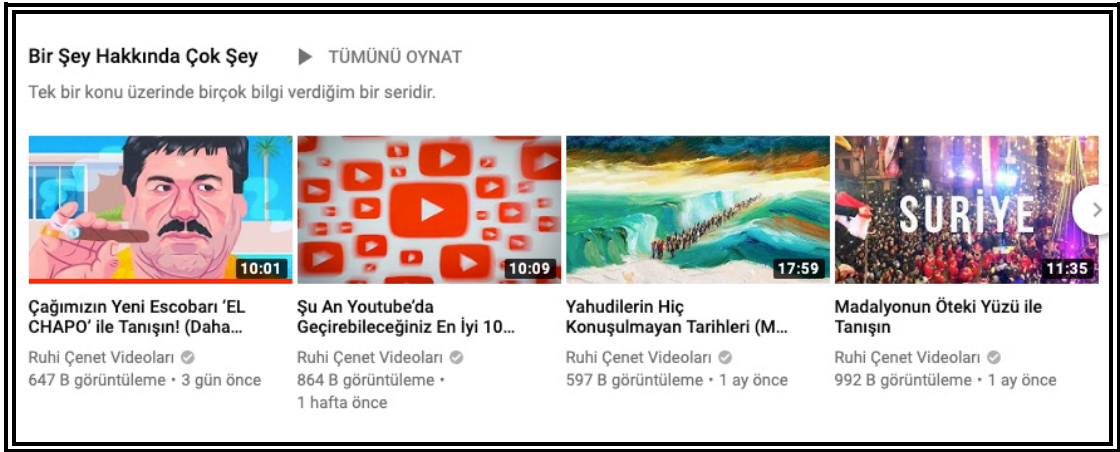 Bir Şey Hakkında Çok Şey
TÜMÜNÜ OYNAT
Tek bir konu üzerinde birçok bilgi verdiğim bir seridir.
10:01
10:09
SURİYE
17:59
11:35
Çağımızın Yeni Escobarı ‘EL
CHAPO’ ile Tanışın! (Daha...
Ruhi Çenet Videoları
647 B görüntüleme • 3 gün önce
Şu An Youtube’da
Geçirebileceğiniz En İyi 10...
Ruhi Çenet Videoları
864 B görüntüleme •
1 hafta önce
Yahudilerin Hiç
Konuşulmayan Tarihleri (M...
Ruhi Çenet Videoları
597 B görüntüleme • 1 ay önce
Madalyonun Öteki Yüzü ile
Tanışın
Ruhi Çenet Videoları
992 B görüntüleme • 1 ay önce